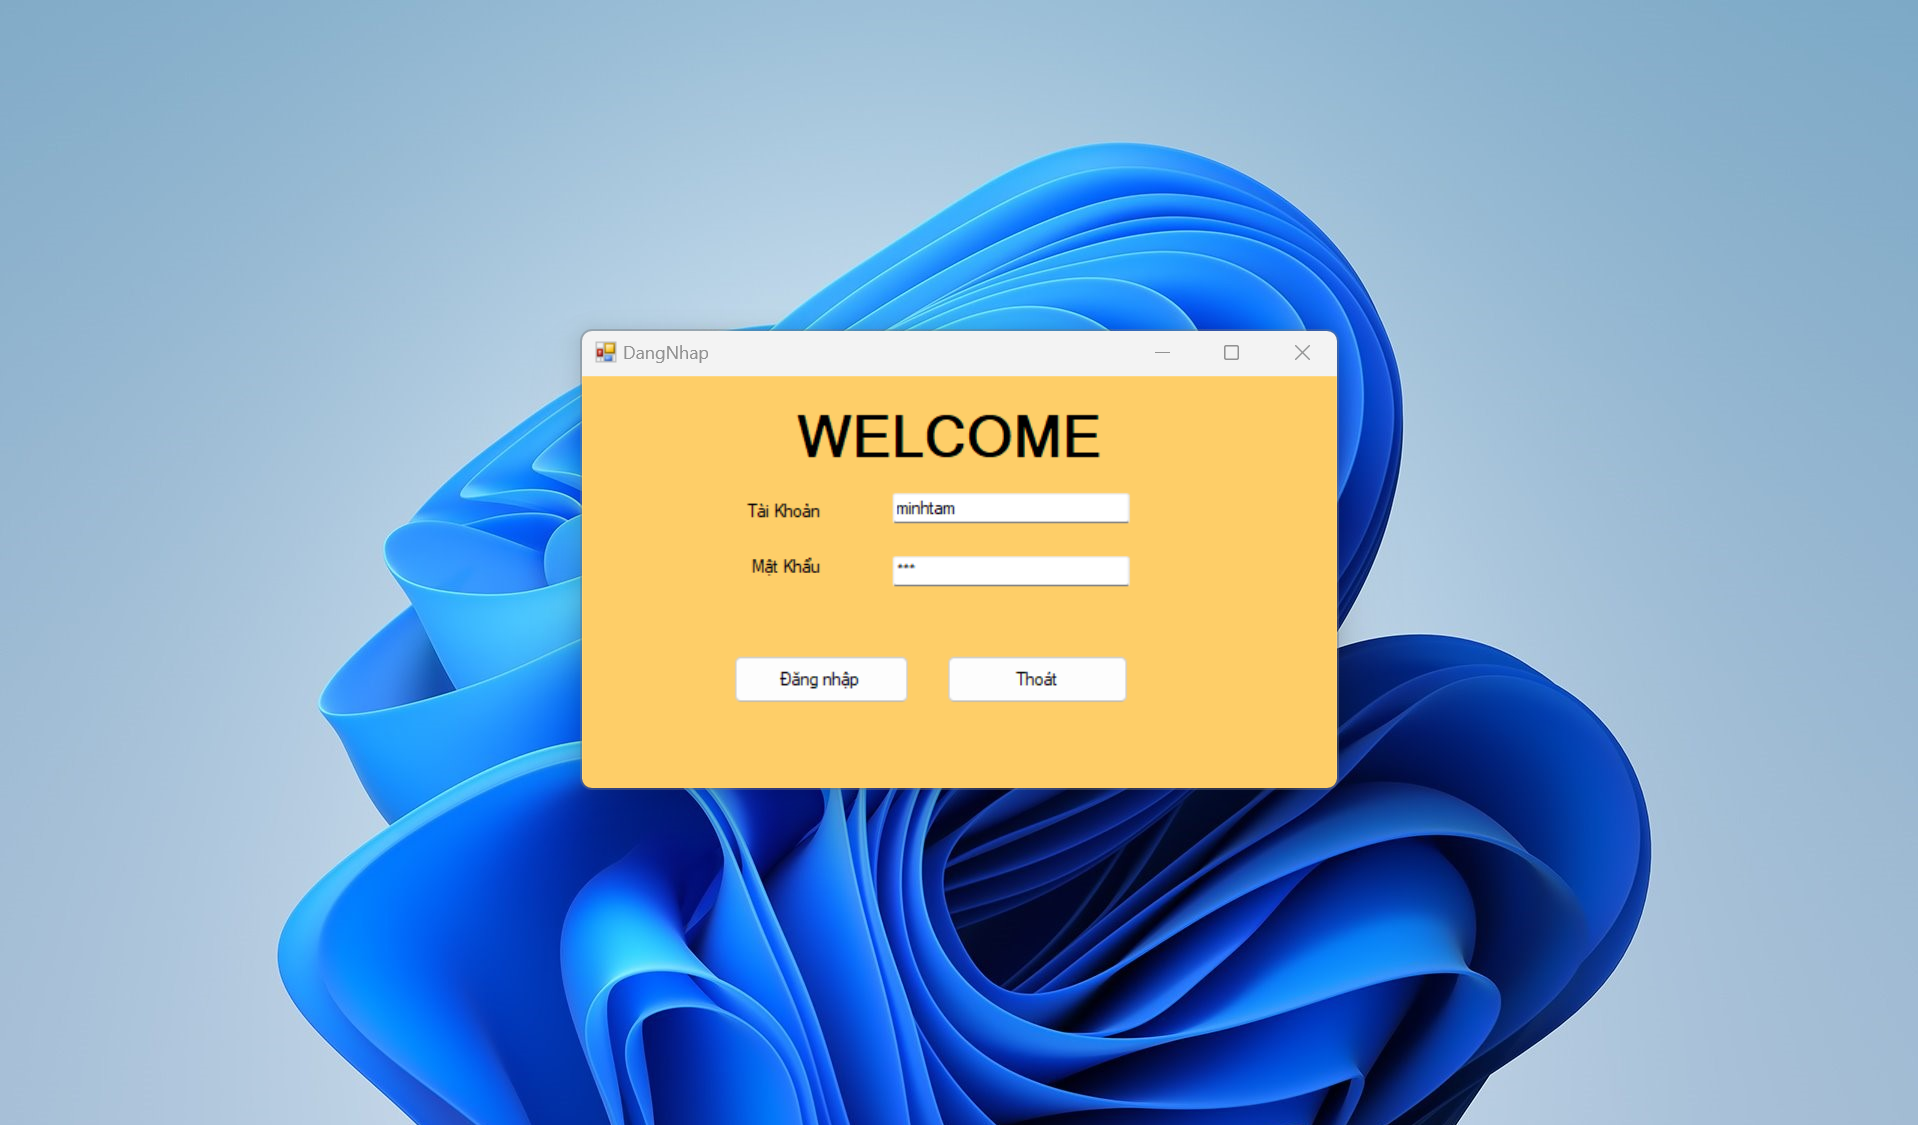 DangNhap
WELCOME
Tài Khoản minhtam
Mật Khẩu ***
Đăng nhập Thoát